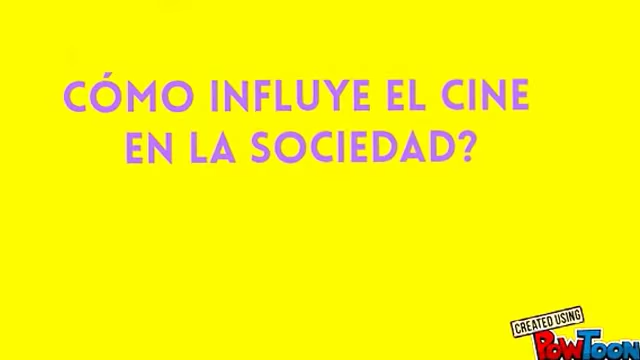 CÓMO INFLUYE EL CINE
EN LA SOCIEDAD?
CREATED USING
POWTOON